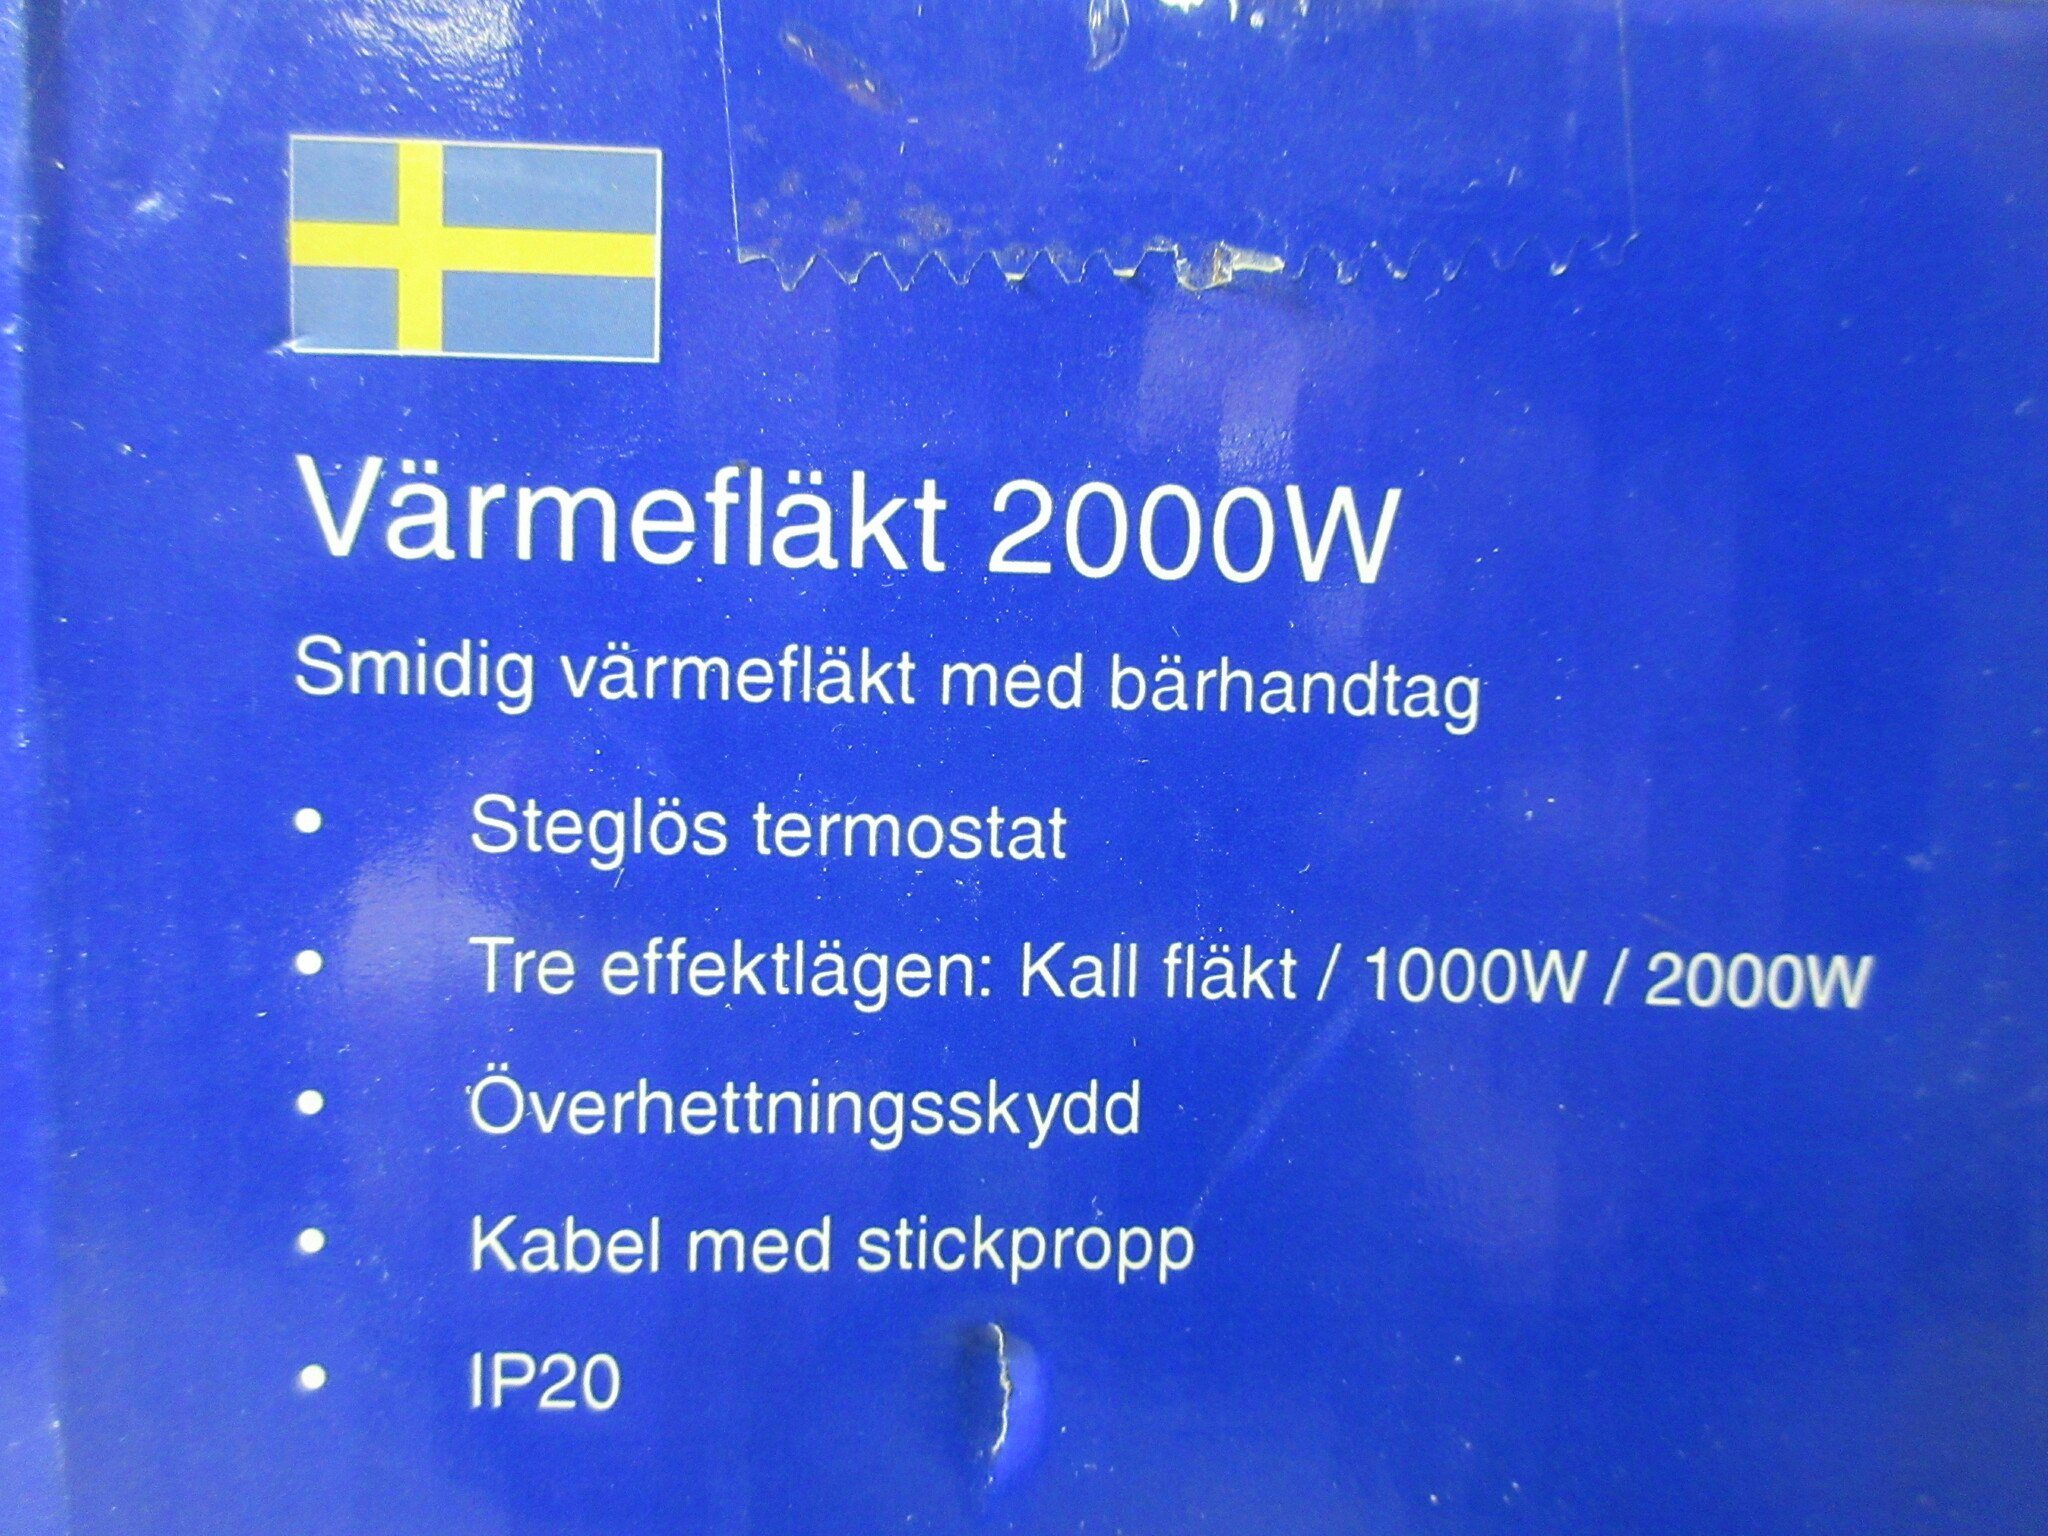 Värmefläkt 2000W
Smidig värmefläkt med bärhandtag
• Steglös termostat
• Tre effektlägen: Kall fläkt / 1000W / 2000W
• Överhettningsskydd
• Kabel med stickpropp
• IP20